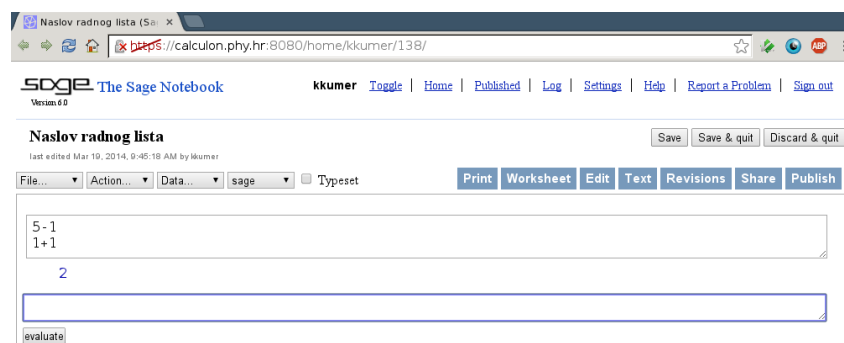 Naslov radnog lista (Sa
https://calculon.phy.hr:8080/home/kkumer/138/
ABP
sage The Sage Notebook
Version 6.0
kkumer Toggle | Home | Published | Log | Settings | Help | Report a Problem | Sign out
Naslov radnog lista
Save Save & quit Discard & quit
last edited Mar 19, 2014, 9:45:18 AM by kkumer
File... Action... Data... sage Typeset Print Worksheet Edit Text Revisions Share Publish
5-1
1+1
2
evaluate